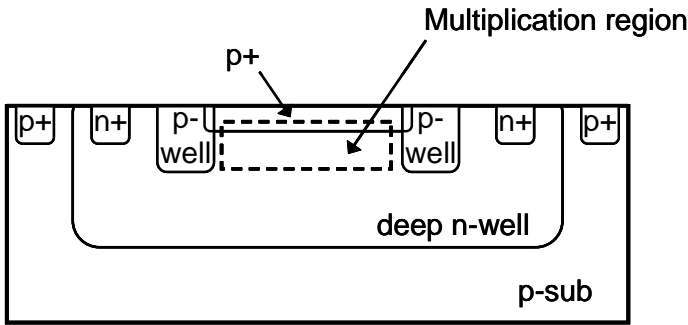 Multiplication region
p+
p+
n+
p-
well
p-
well
n+
p+
deep n-well
p-sub